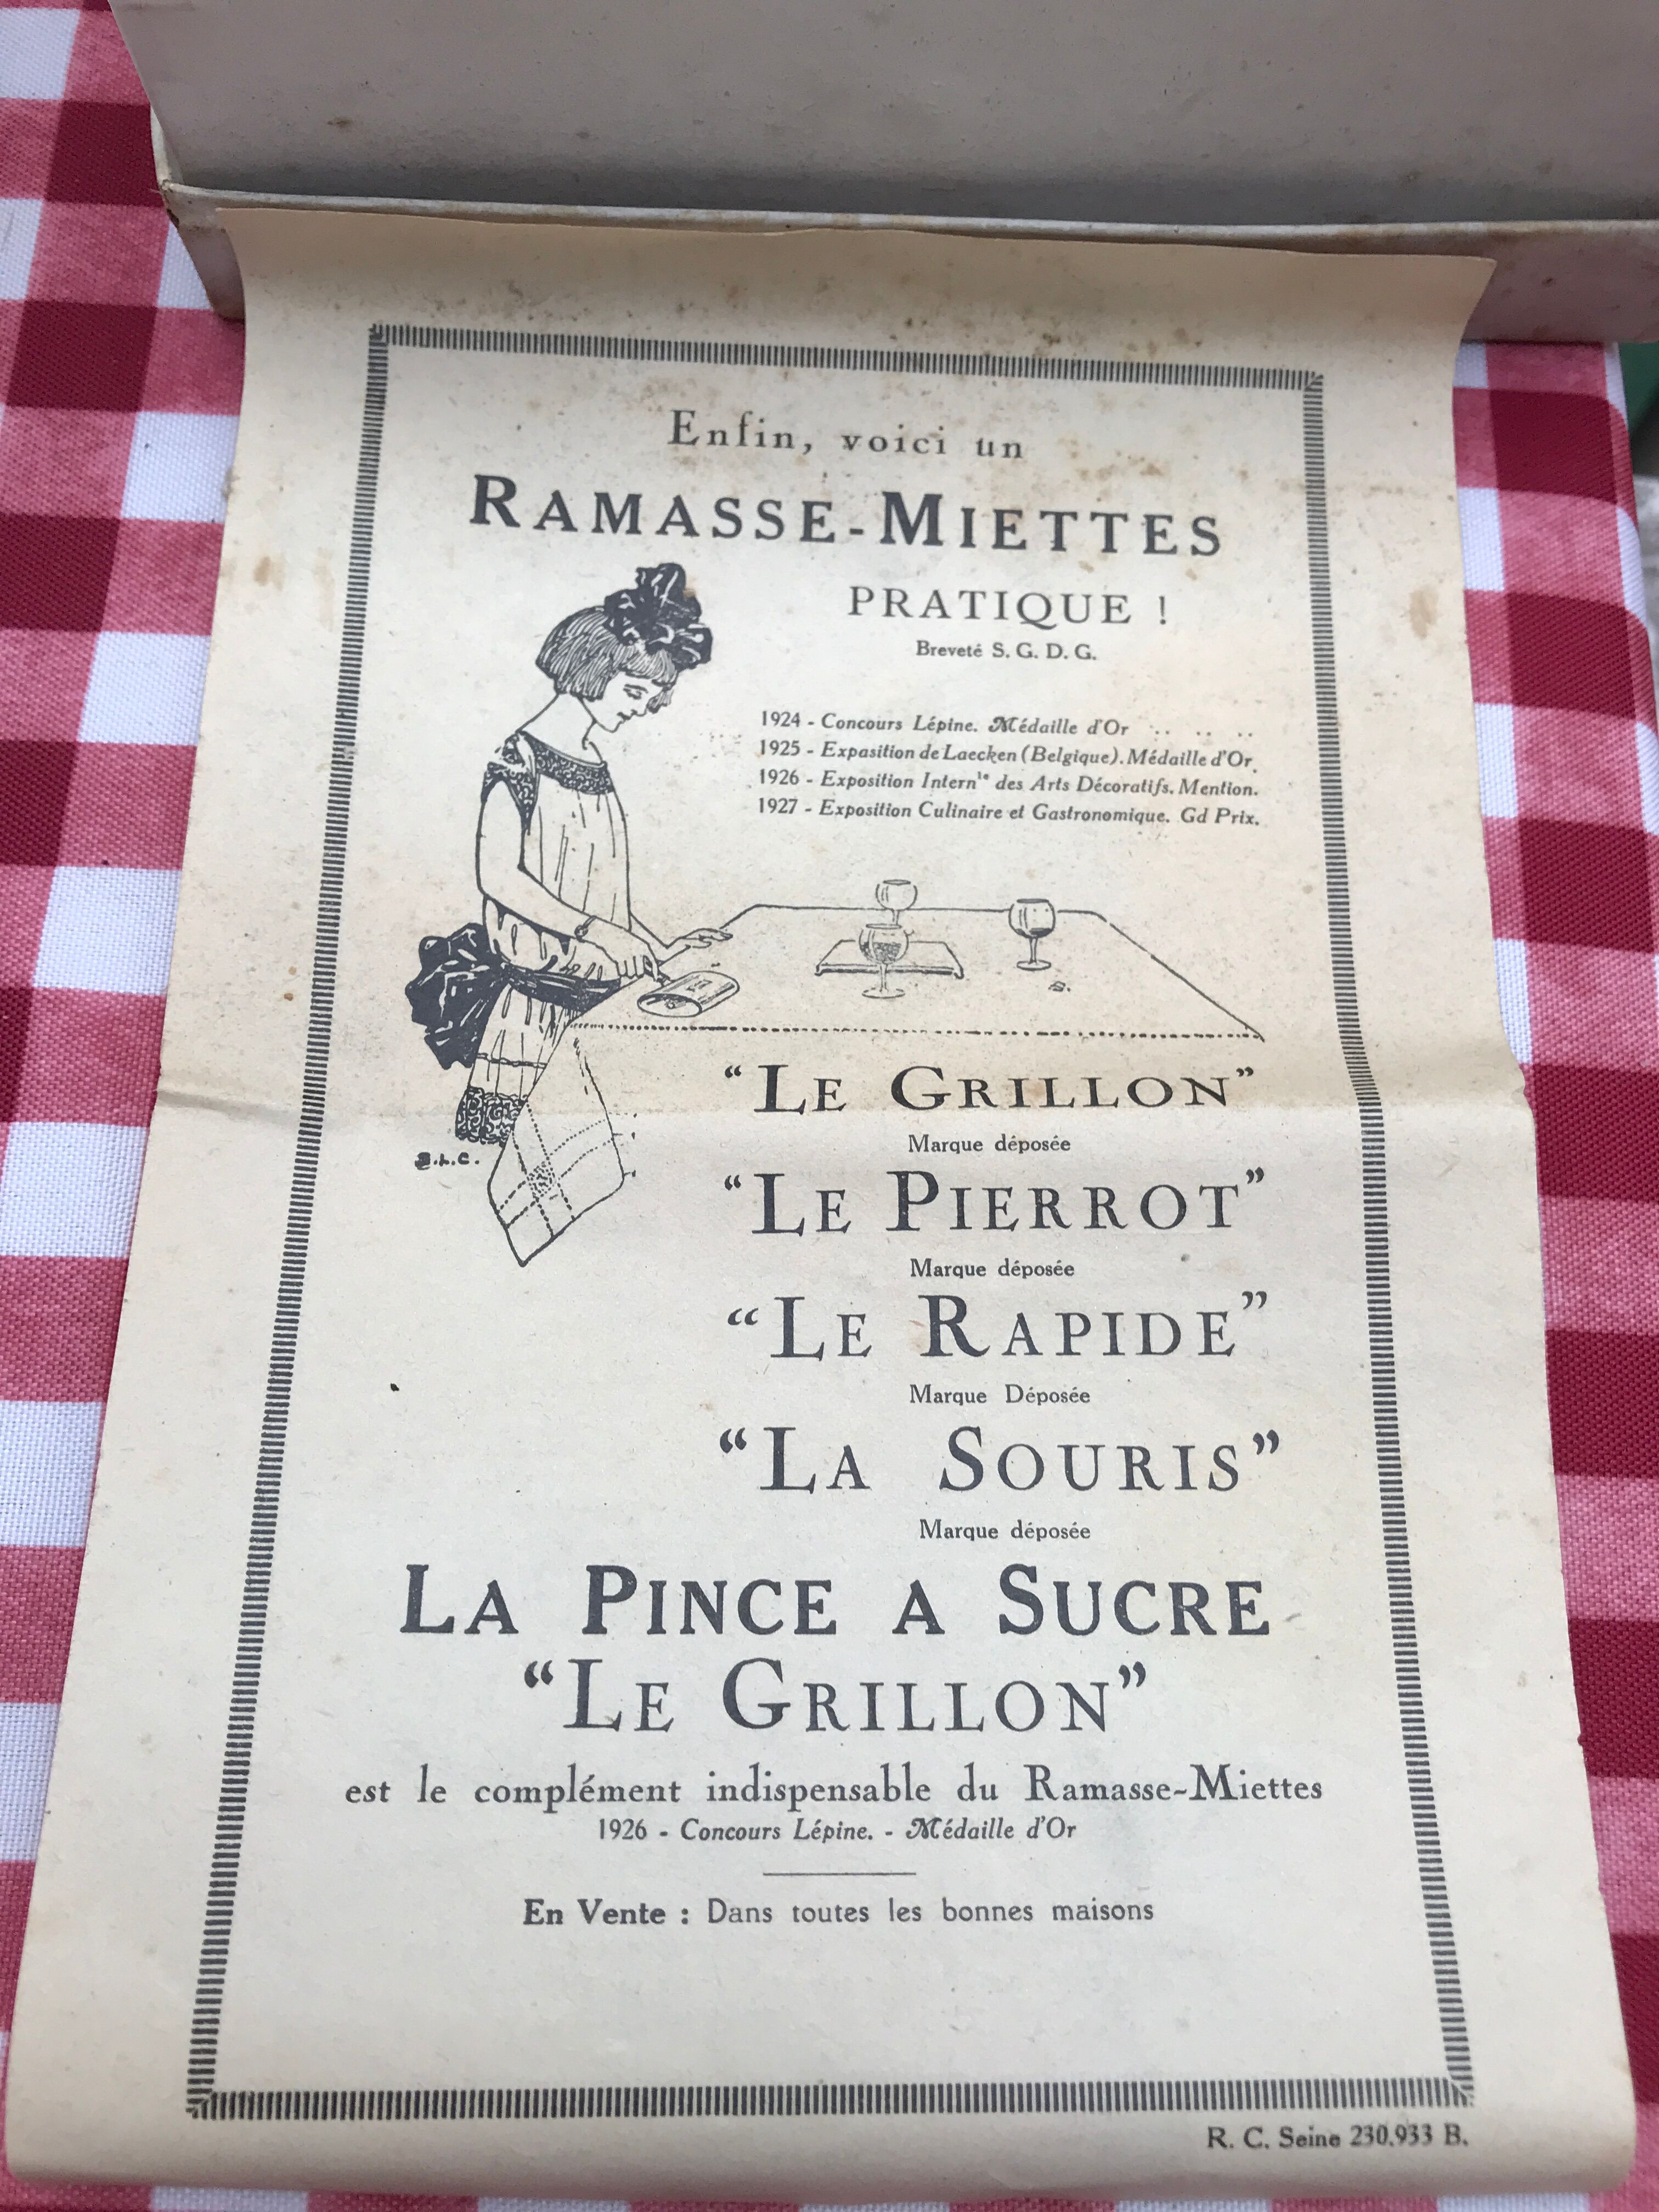 Enfin, voici un
RAMASSE-MIETTES
PRATIQUE !
Breveté S. G. D. G.
1924 - Concours Lépine. Médaille d'Or .. .. ..
1925 - Expasition de Laecken (Belgique). Médaille d'Or.
1926 - Exposition Intern¹ᵉ des Arts Décoratifs. Mention.
1927 - Exposition Culinaire et Gastronomique. Gd Prix.
"LE GRILLON"
Marque déposée
B.L.C.
"LE PIERROT"
Marque déposée
"LE RAPIDE"
Marque Déposée
"LA SOURIS"
Marque déposée
LA PINCE A SUCRE
"LE GRILLON"
est le complément indispensable du Ramasse-Miettes
1926 - Concours Lépine. - Médaille d'Or
En Vente : Dans toutes les bonnes maisons
R. C. Seine 230.933 B.